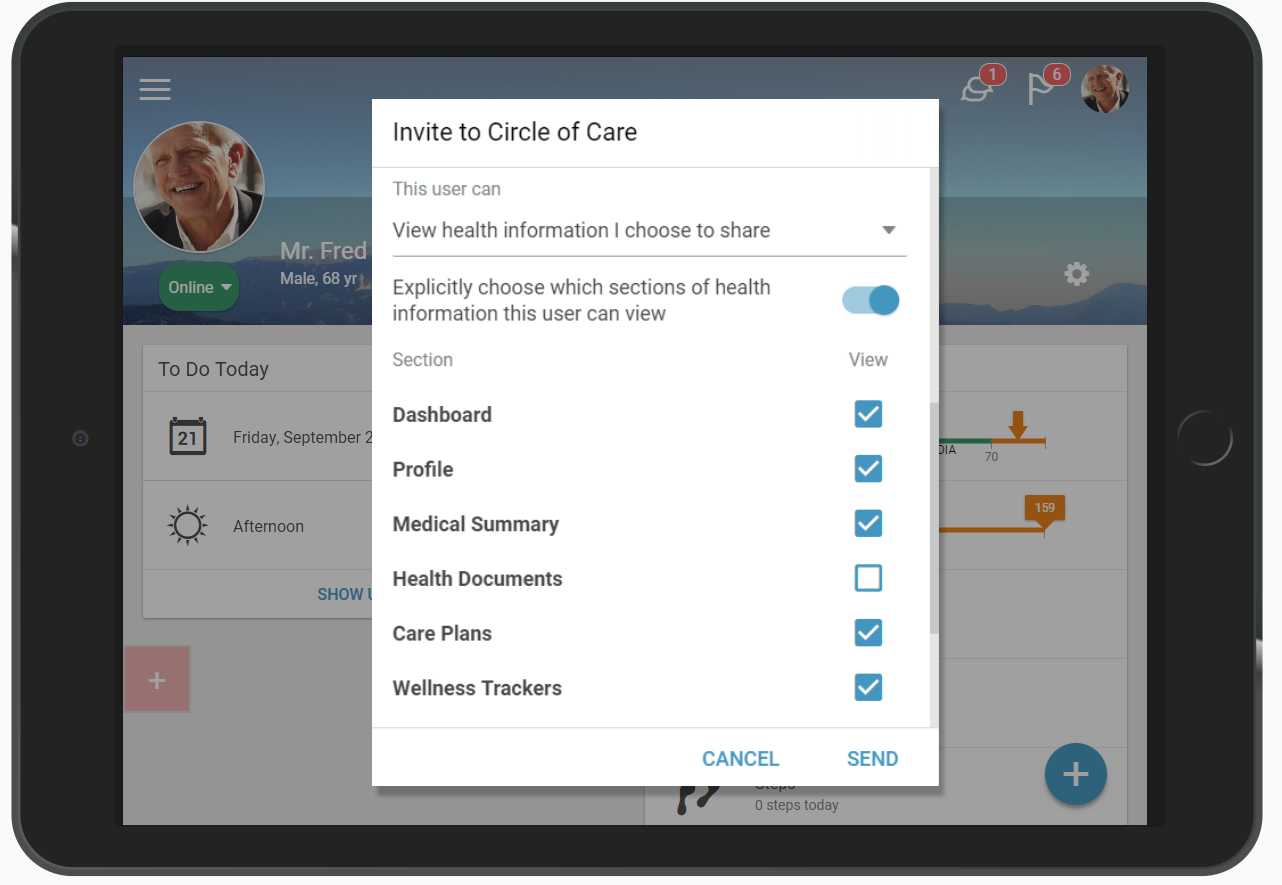 1
6
Invite to Circle of Care
This user can
View health information I choose to share
Mr. Fred
Male, 68 yr
Online
Explicitly choose which sections of health
information this user can view
Section View
To Do Today
Dashboard
21 Friday, September 2
DIA 70
Profile
159
Medical Summary
Afternoon
Health Documents
SHOW
Care Plans
Wellness Trackers
CANCEL SEND
Steps
0 steps today